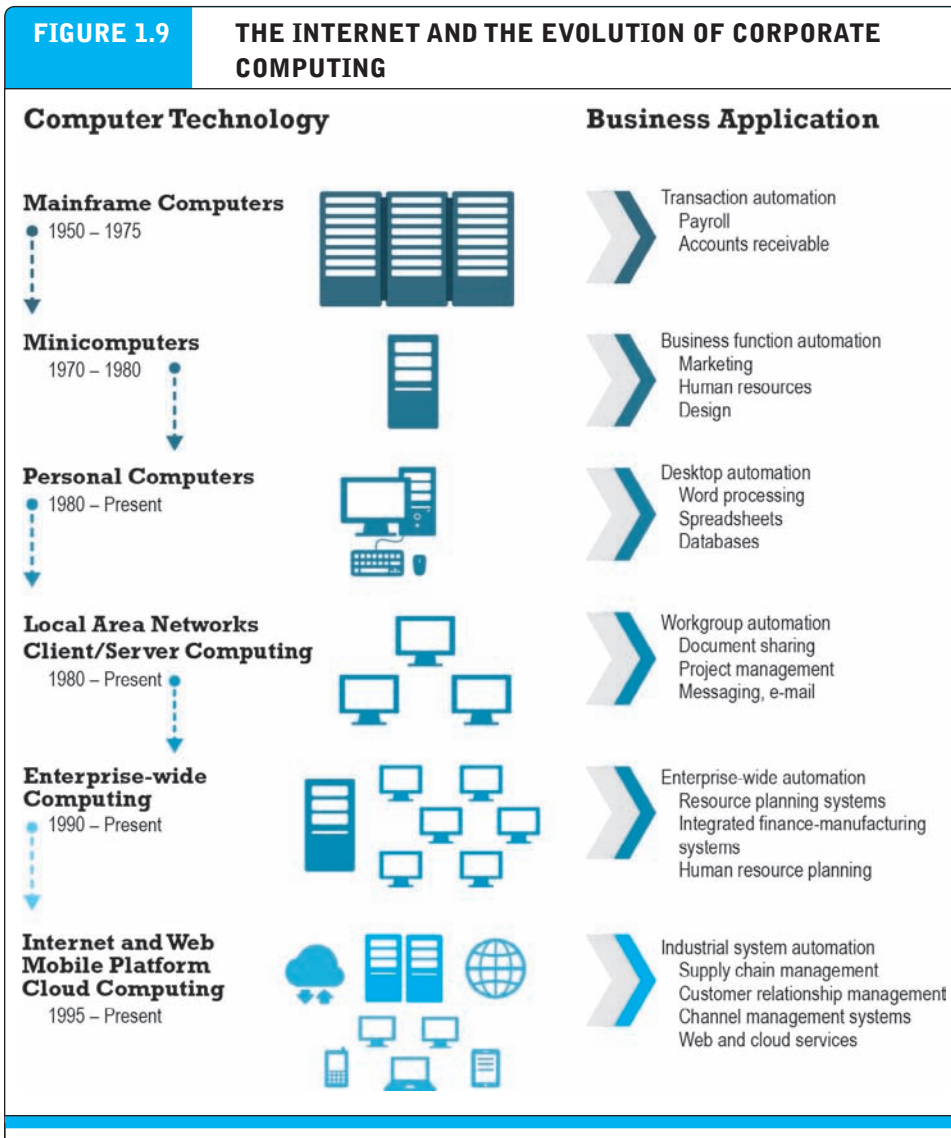 FIGURE 1.9
THE INTERNET AND THE EVOLUTION OF CORPORATE
COMPUTING
Computer Technology
Business Application
Mainframe Computers
1950 – 1975
Transaction automation
Payroll
Accounts receivable
Minicomputers
1970 – 1980
Business function automation
Marketing
Human resources
Design
Personal Computers
1980 – Present
Desktop automation
Word processing
Spreadsheets
Databases
Local Area Networks
Client/Server Computing
1980 – Present
Workgroup automation
Document sharing
Project management
Messaging, e-mail
Enterprise-wide
Computing
1990 – Present
Enterprise-wide automation
Resource planning systems
Integrated finance-manufacturing
systems
Human resource planning
Internet and Web
Mobile Platform
Cloud Computing
1995 – Present
Industrial system automation
Supply chain management
Customer relationship management
Channel management systems
Web and cloud services